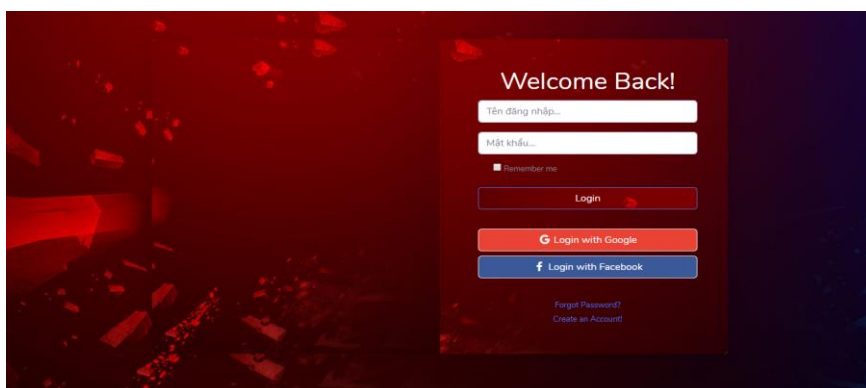 Welcome Back!
Tên đăng nhập...
Mật khẩu...
Remember me
Login
G Login with Google
f Login with Facebook
Forgot Password?
Create an Account!